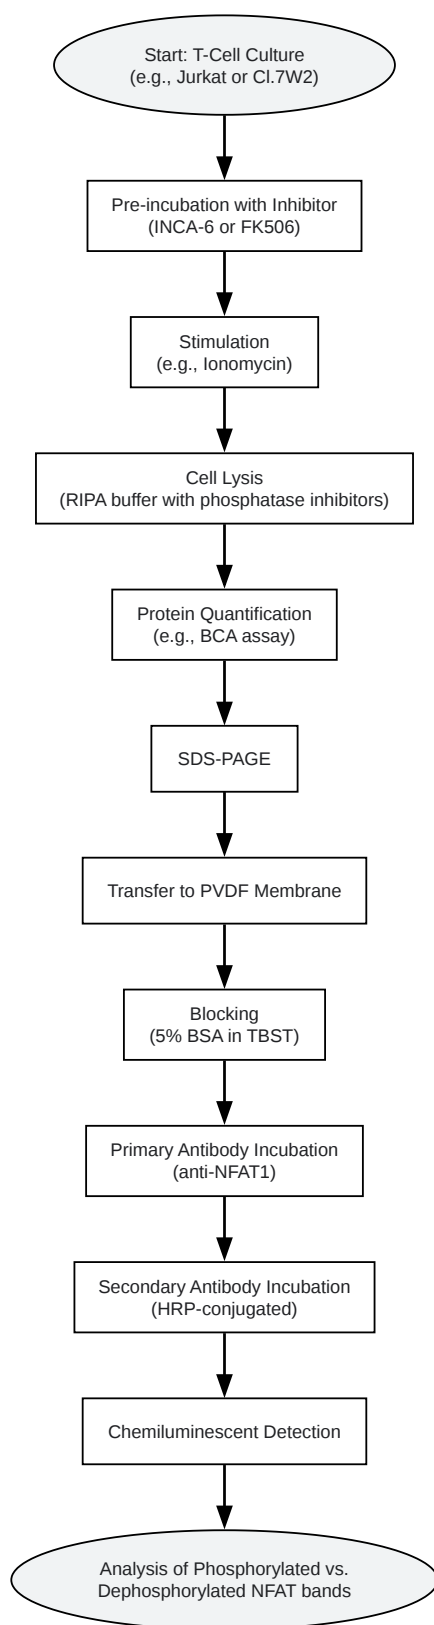 Start: T-Cell Culture
(e.g., Jurkat or Cl.7W2)
Pre-incubation with Inhibitor
(INCA-6 or FK506)
Stimulation
(e.g., Ionomycin)
Cell Lysis
(RIPA buffer with phosphatase inhibitors)
Protein Quantification
(e.g., BCA assay)
SDS-PAGE
Transfer to PVDF Membrane
Blocking
(5% BSA in TBST)
Primary Antibody Incubation
(anti-NFAT1)
Secondary Antibody Incubation
(HRP-conjugated)
Chemiluminescent Detection
Analysis of Phosphorylated vs.
Dephosphorylated NFAT bands